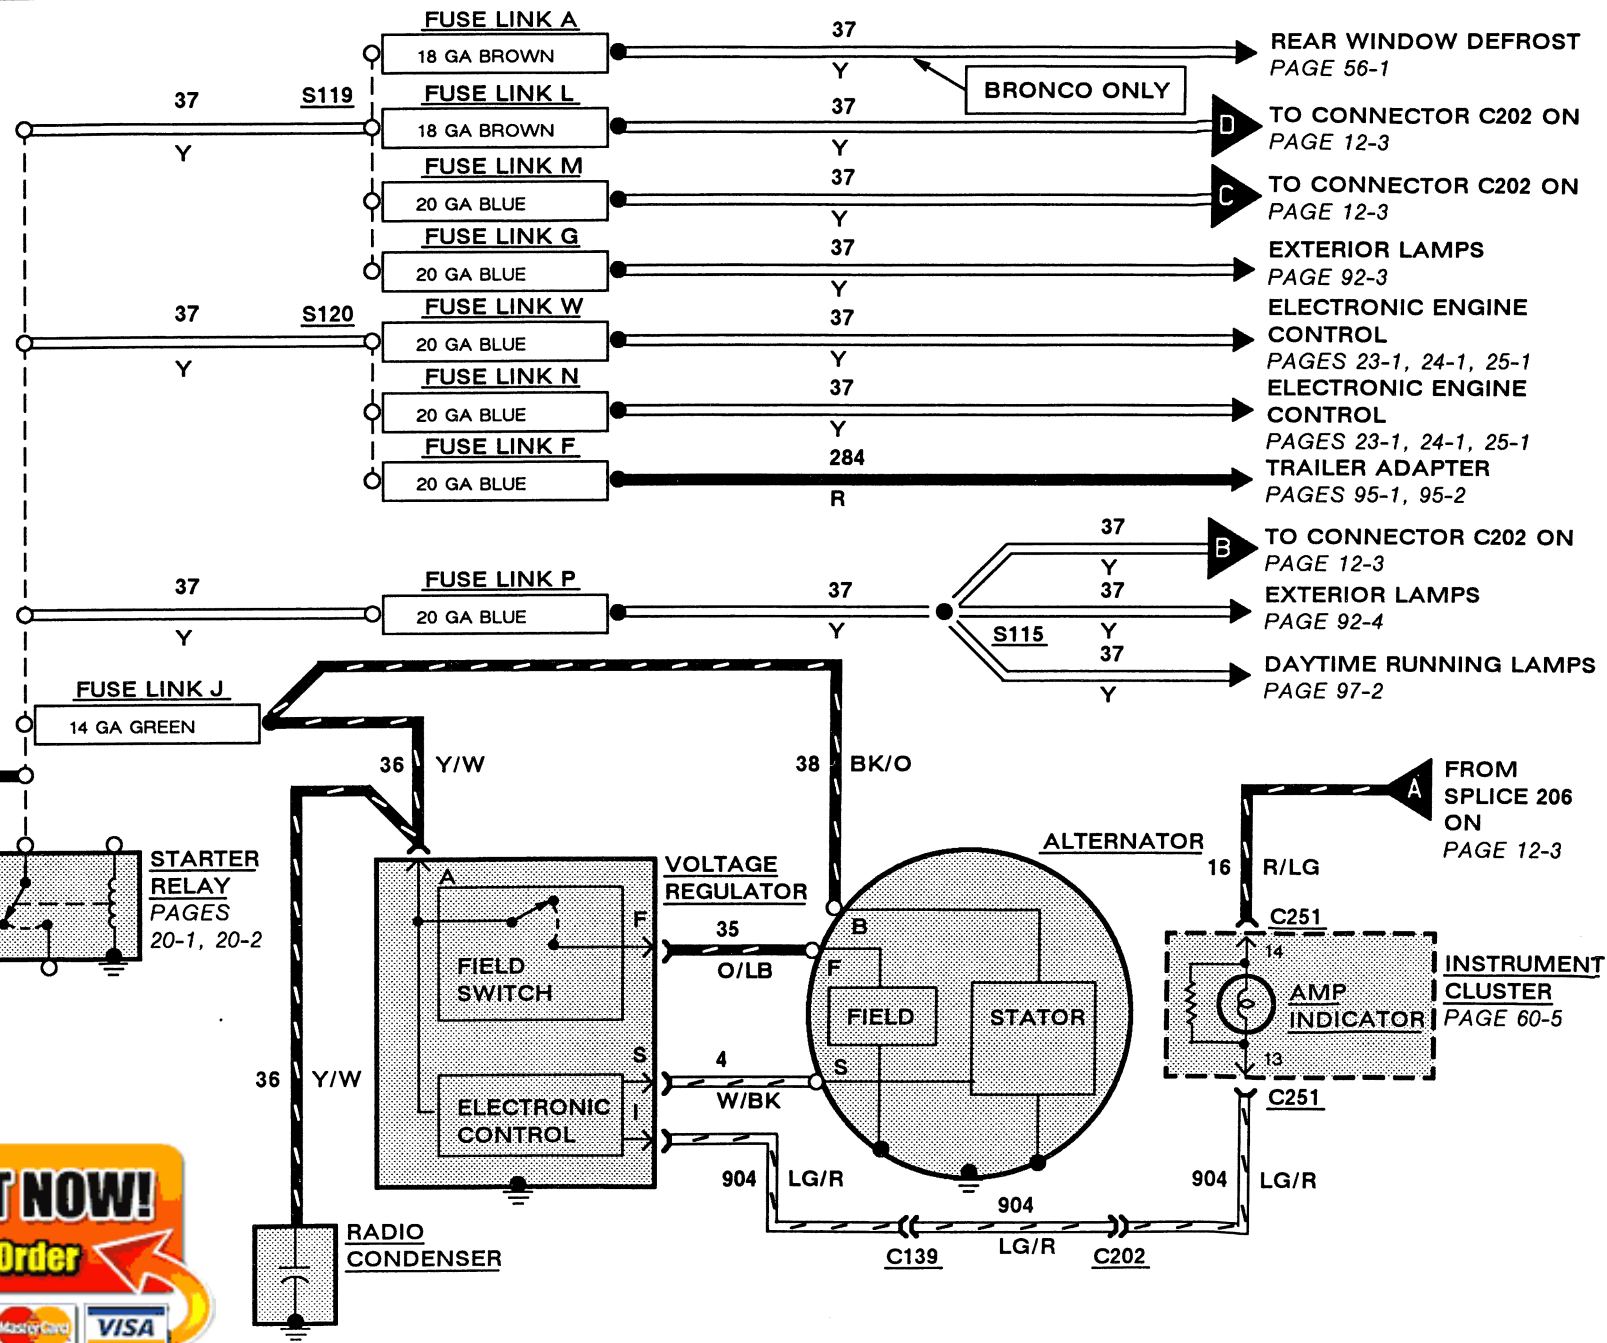 FUSE LINK A
18 GA BROWN
37
Y
REAR WINDOW DEFROST
PAGE 56-1
BRONCO ONLY
37
Y
S119
FUSE LINK L
18 GA BROWN
37
Y
D
TO CONNECTOR C202 ON
PAGE 12-3
FUSE LINK M
20 GA BLUE
37
Y
C
TO CONNECTOR C202 ON
PAGE 12-3
FUSE LINK G
20 GA BLUE
37
Y
EXTERIOR LAMPS
PAGE 92-3
37
Y
S120
FUSE LINK W
20 GA BLUE
37
Y
ELECTRONIC ENGINE
CONTROL
PAGES 23-1, 24-1, 25-1
FUSE LINK N
20 GA BLUE
37
Y
ELECTRONIC ENGINE
CONTROL
PAGES 23-1, 24-1, 25-1
FUSE LINK F
20 GA BLUE
284
R
TRAILER ADAPTER
PAGES 95-1, 95-2
37
Y
FUSE LINK P
20 GA BLUE
37
Y
S115
37
Y
B
TO CONNECTOR C202 ON
PAGE 12-3
37
Y
EXTERIOR LAMPS
PAGE 92-4
37
Y
DAYTIME RUNNING LAMPS
PAGE 97-2
FUSE LINK J
14 GA GREEN
36
Y/W
38
BK/O
A
FROM
SPLICE 206
ON
PAGE 12-3
16
R/LG
STARTER
RELAY
PAGES
20-1, 20-2
VOLTAGE
REGULATOR
A
F
FIELD
SWITCH
S
I
ELECTRONIC
CONTROL
35
O/LB
4
W/BK
ALTERNATOR
B
F
S
FIELD
STATOR
C251
14
AMP
INDICATOR
13
C251
INSTRUMENT
CLUSTER
PAGE 60-5
36
Y/W
904
LG/R
904
LG/R
904
LG/R
C139
C202
RADIO
CONDENSER
T NOW!
Order
MasterCard
VISA